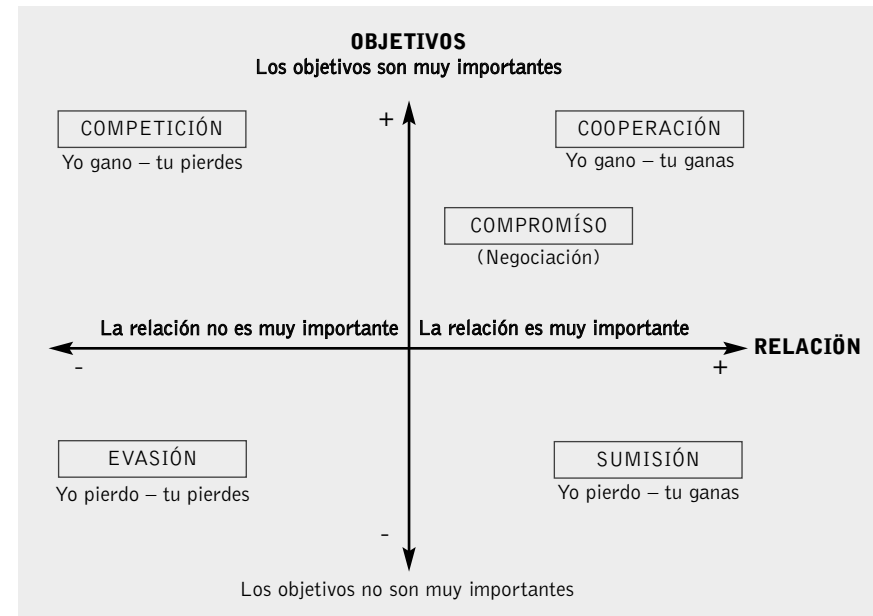 OBJETIVOS
Los objetivos son muy importantes
+
COMPETICIÓN
Yo gano – tu pierdes
COOPERACIÓN
Yo gano – tu ganas
COMPROMÍSO
(Negociación)
La relación no es muy importante
La relación es muy importante
RELACIÖN
-
+
EVASIÓN
Yo pierdo – tu pierdes
SUMISIÓN
Yo pierdo – tu ganas
-
Los objetivos no son muy importantes